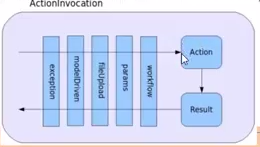 ActionInvocation
exception
modelDriven
fileUpload
params
workflow
Action
Result